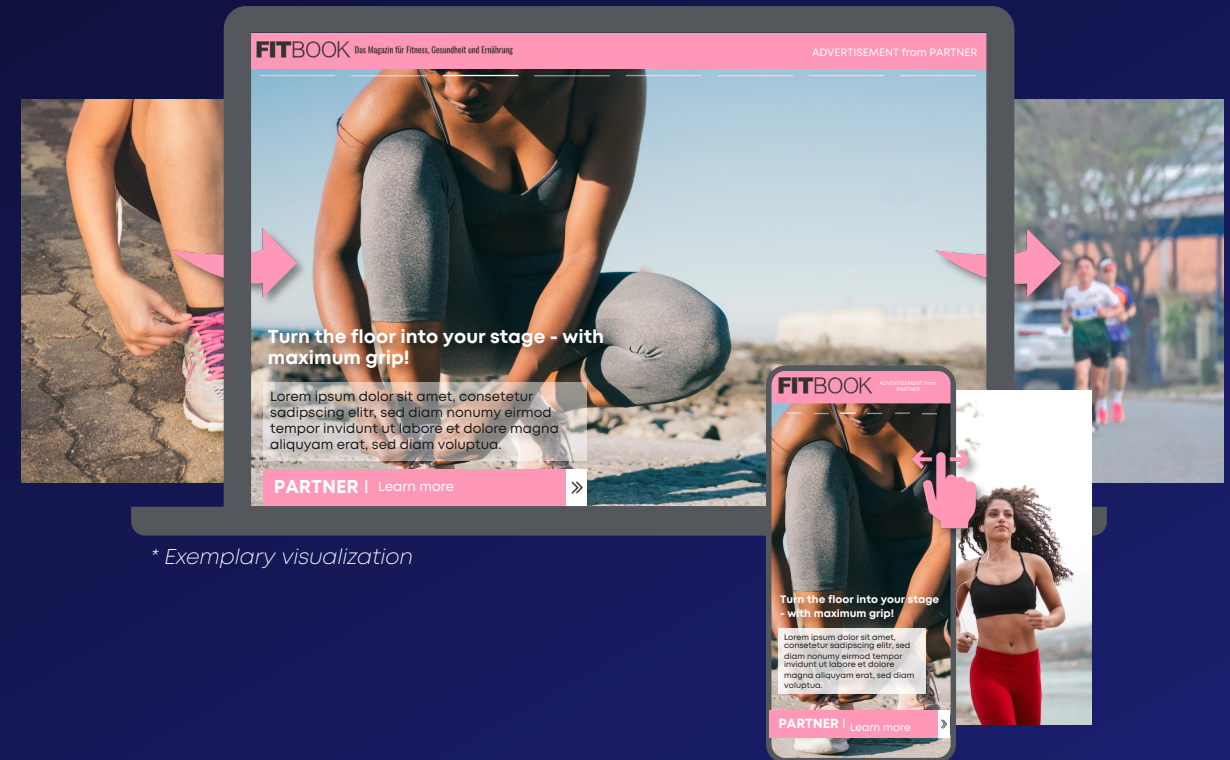 FITBOOK Das Magazin für Fitness, Gesundheit und Ernährung
ADVERTISEMENT from PARTNER
Turn the floor into your stage - with
maximum grip!
Lorem ipsum dolor sit amet, consetetur
sadipscing elitr, sed diam nonumy eirmod
tempor invidunt ut labore et dolore magna
aliquyam erat, sed diam voluptua.
PARTNER | Learn more
* Exemplary visualization
FITBOOK
ADVERTISEMENT from
PARTNER
Turn the floor into your stage
- with maximum grip!
Lorem ipsum dolor sit amet,
consetetur sadipscing elitr, sed
diam nonumy eirmod tempor
invidunt ut labore et dolore
magna aliquyam erat, sed diam
voluptua.
PARTNER | Learn more